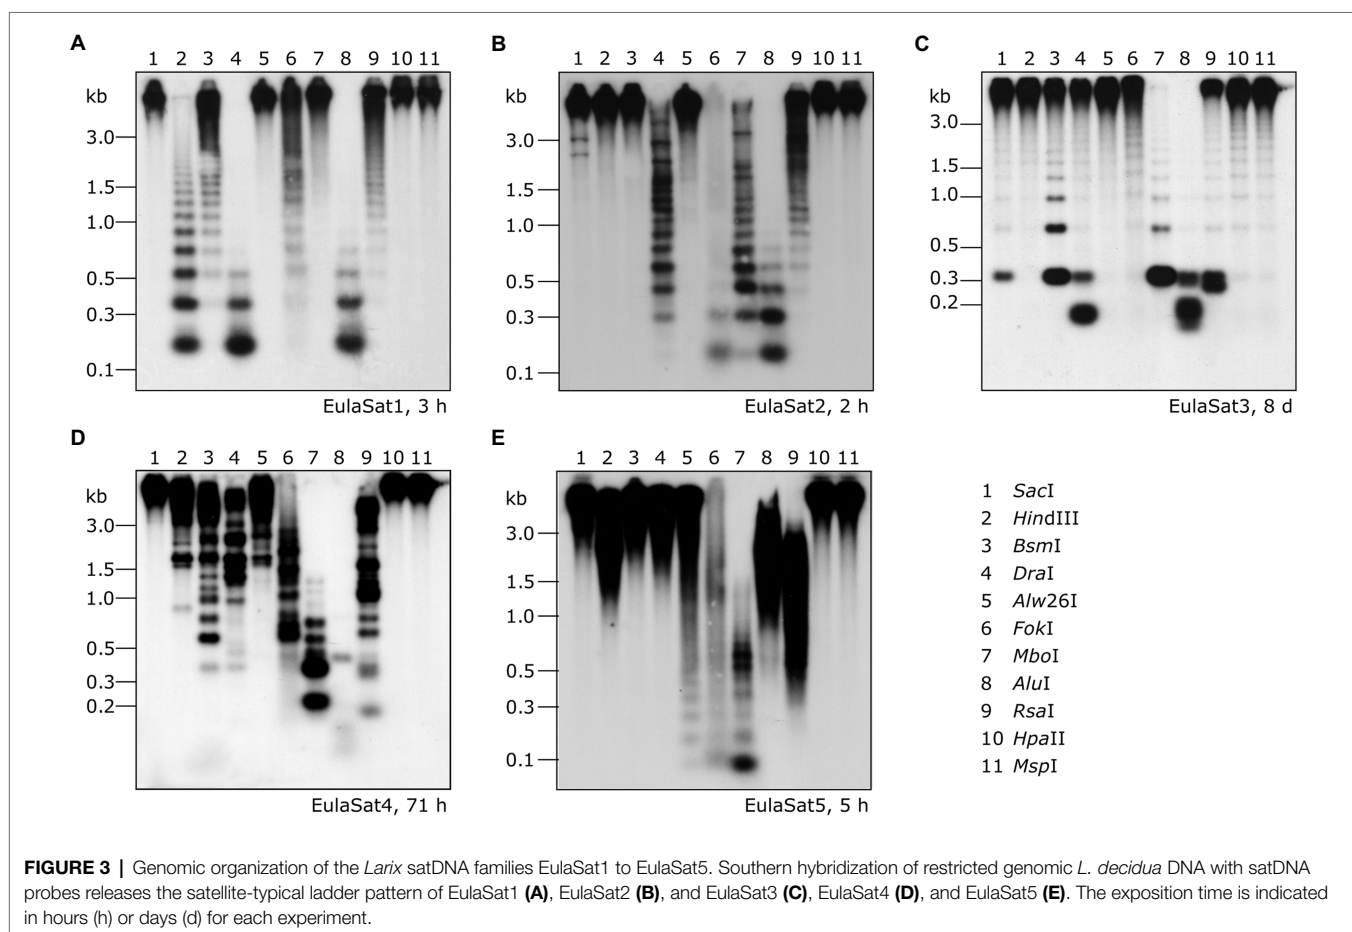 A
1 2 3 4 5 6 7 8 9 10 11
kb
3.0
1.5
1.0
0.5
0.3
0.1
EulaSat1, 3 h
B
1 2 3 4 5 6 7 8 9 10 11
kb
3.0
1.5
1.0
0.5
0.3
0.1
EulaSat2, 2 h
C
1 2 3 4 5 6 7 8 9 10 11
kb
3.0
1.5
1.0
0.5
0.3
0.2
EulaSat3, 8 d
D
1 2 3 4 5 6 7 8 9 10 11
kb
3.0
1.5
1.0
0.5
0.3
0.2
EulaSat4, 71 h
E
1 2 3 4 5 6 7 8 9 10 11
kb
3.0
1.5
1.0
0.5
0.3
0.1
EulaSat5, 5 h
1 SacI
2 HindIII
3 BsmI
4 DraI
5 Alw26I
6 FokI
7 MboI
8 AluI
9 RsaI
10 HpaII
11 MspI
FIGURE 3 | Genomic organization of the Larix satDNA families EulaSat1 to EulaSat5. Southern hybridization of restricted genomic L. decidua DNA with satDNA
probes releases the satellite-typical ladder pattern of EulaSat1 (A), EulaSat2 (B), and EulaSat3 (C), EulaSat4 (D), and EulaSat5 (E). The exposition time is indicated
in hours (h) or days (d) for each experiment.